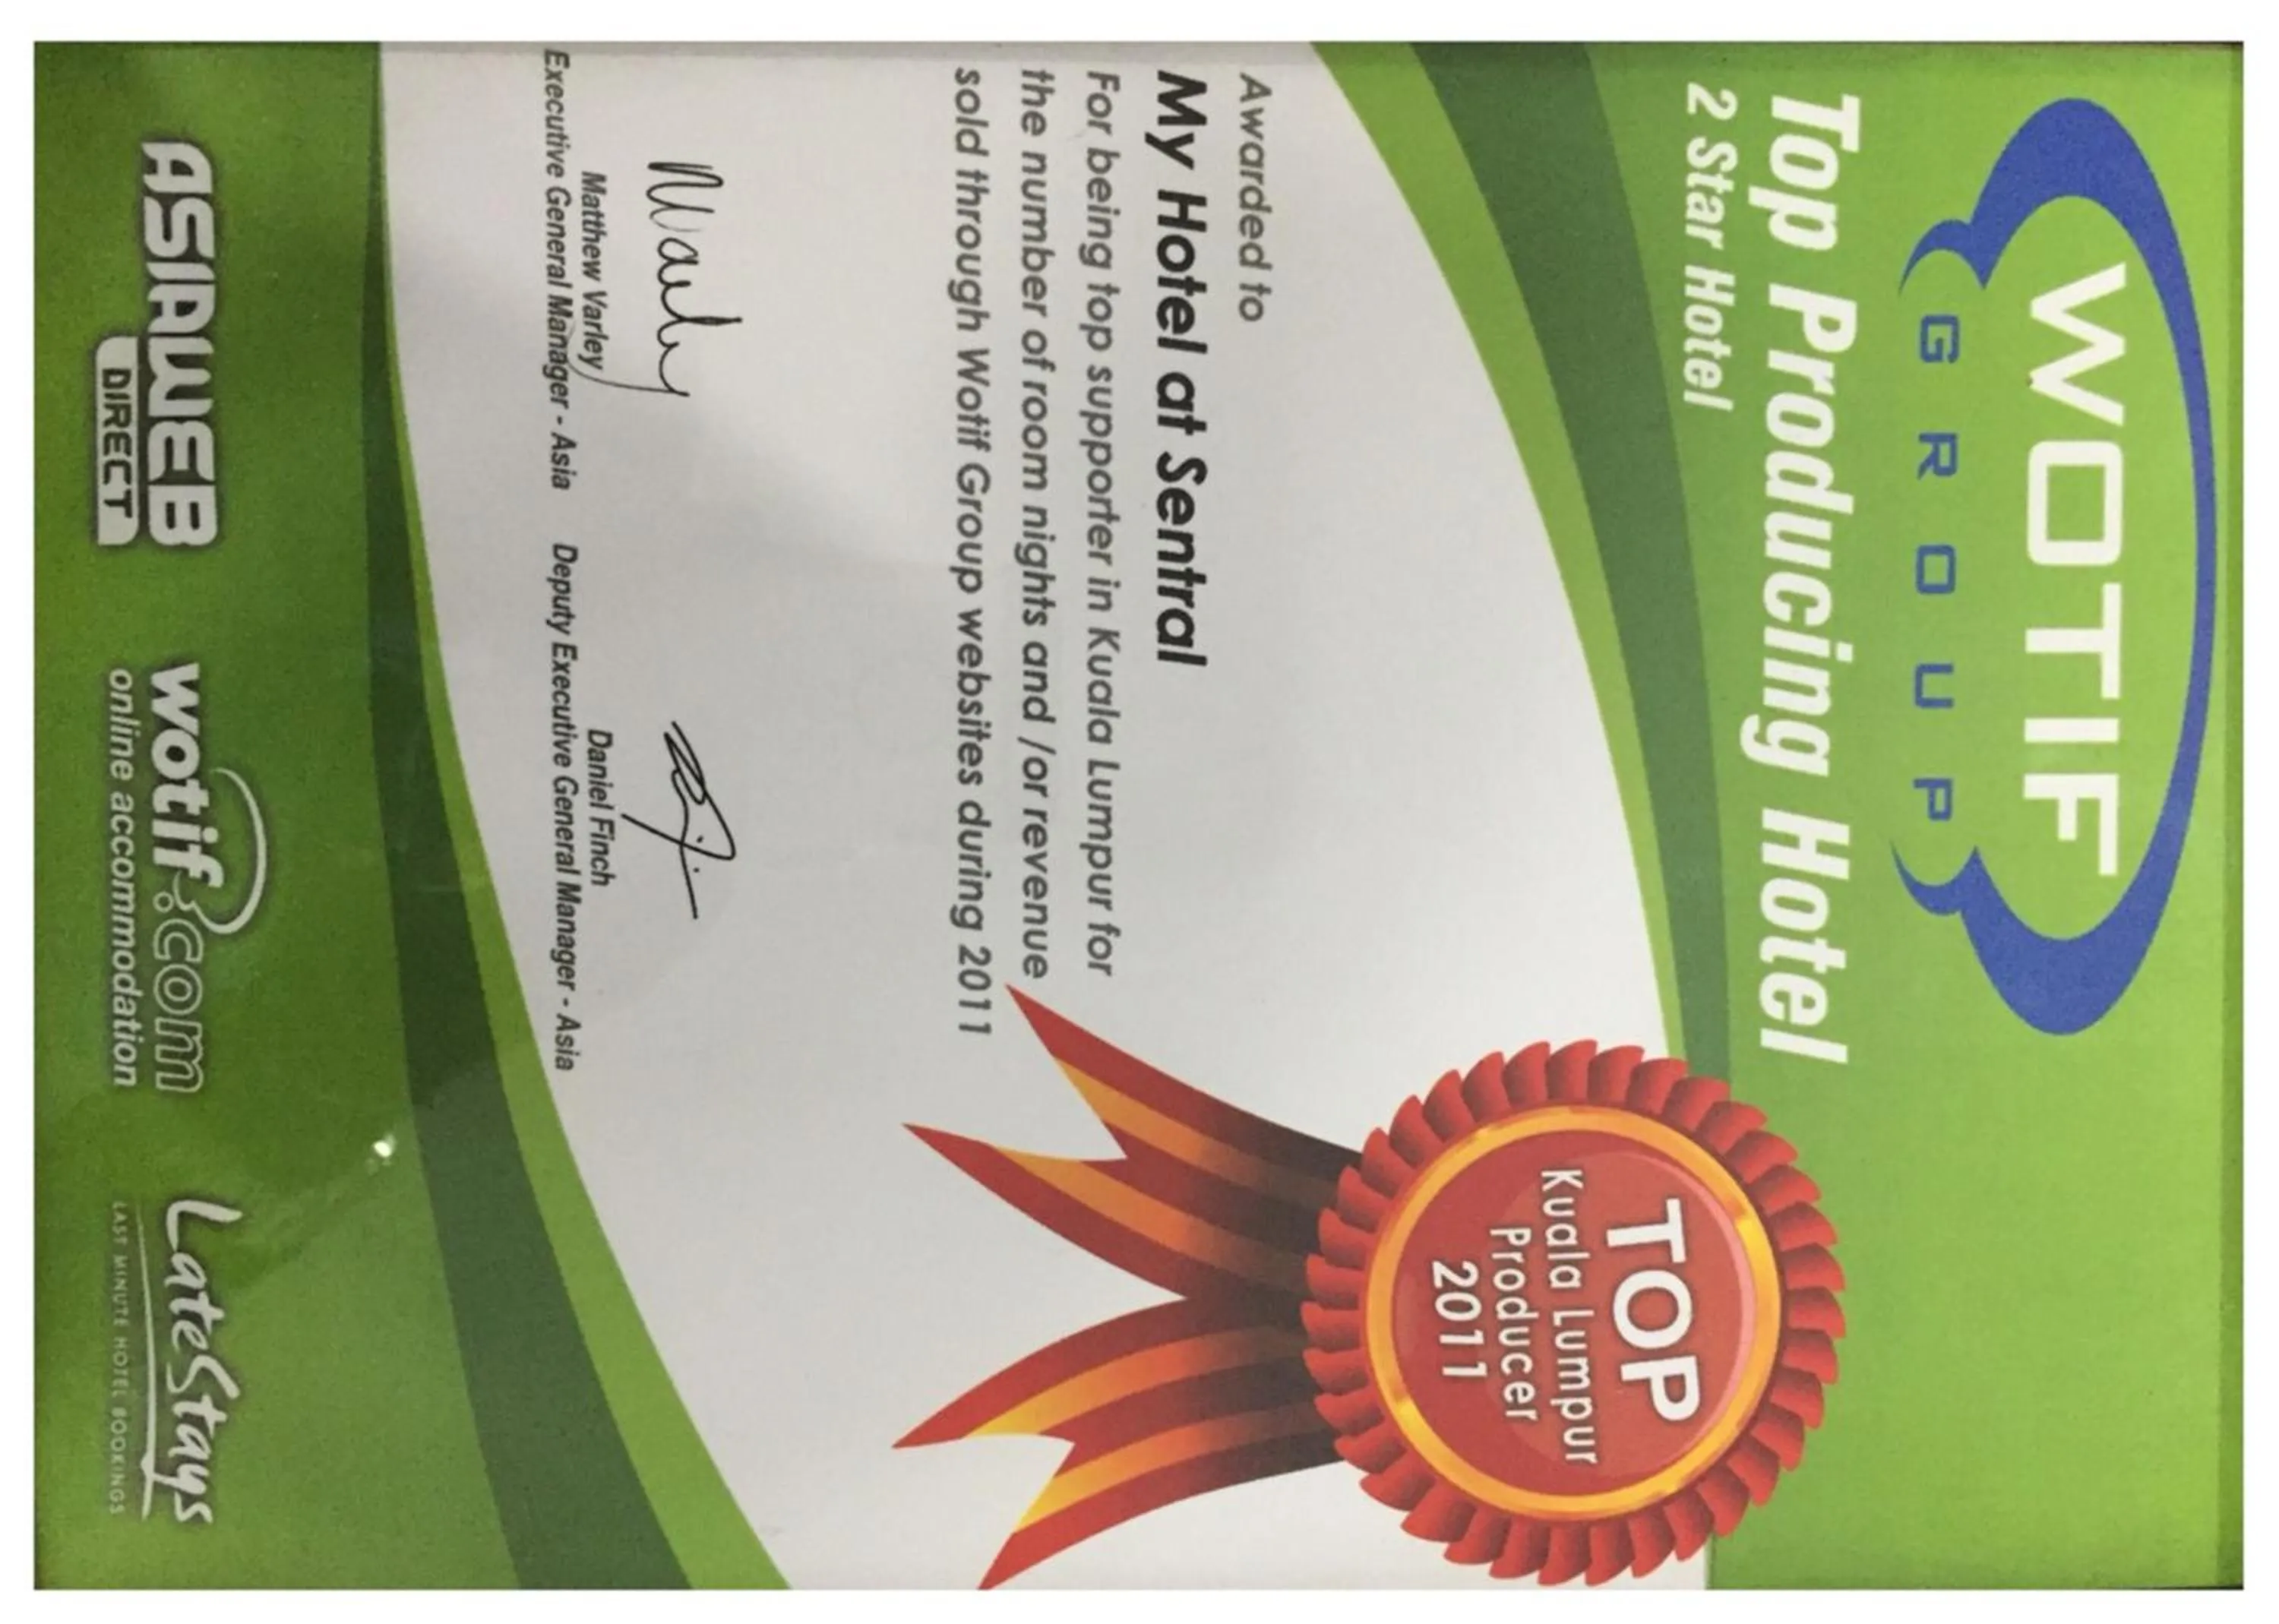 WOTIF
GROUP
Top Producing Hotel
2 Star Hotel
TOP
Kuala Lumpur
Producer
2011
Awarded to
My Hotel at Sentral
For being top supporter in Kuala Lumpur for
the number of room nights and /or revenue
sold through Wotif Group websites during 2011
Matthew Varley
Executive General Manager - Asia
Daniel Finch
Deputy Executive General Manager - Asia
ASIAWEB
DIRECT
wotif.com
online accommodation
LateStays
LAST MINUTE HOTEL BOOKINGS